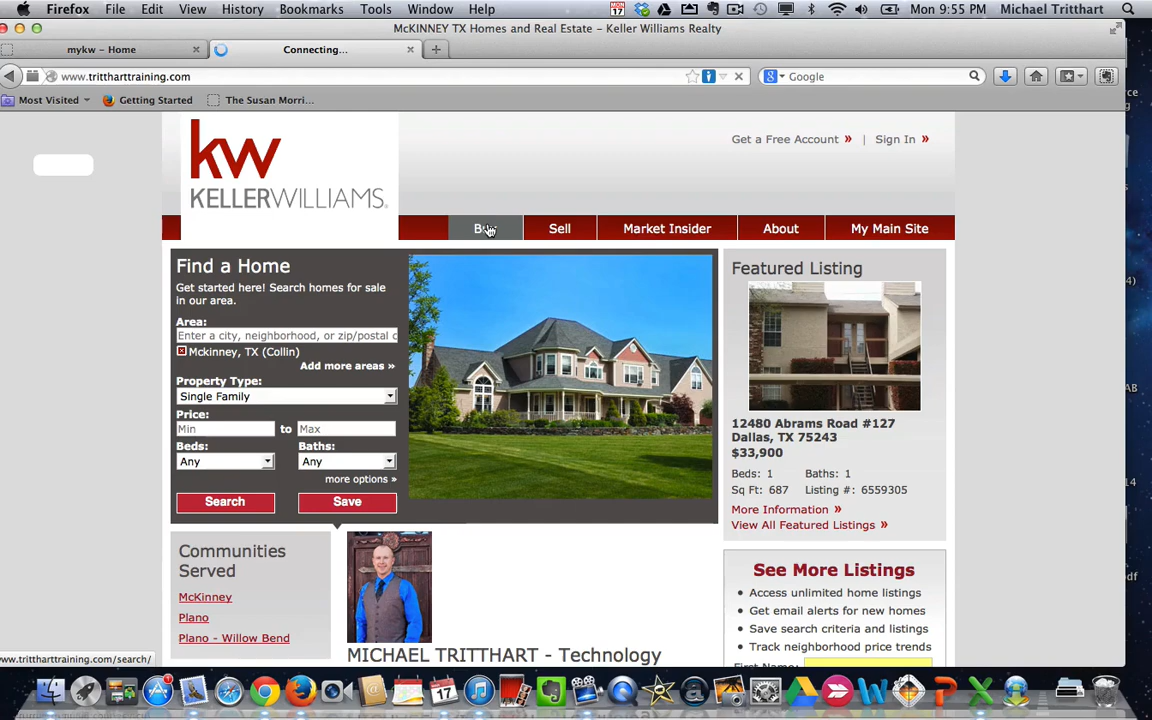 Firefox File Edit View History Bookmarks Tools Window Help MON 17 Mon 9:55 PM Michael Tritthart
McKINNEY TX Homes and Real Estate – Keller Williams Realty
mykw – Home Connecting...
www.trittharttraining.com Google
Most Visited Getting Started The Susan Morri...
Get a Free Account » | Sign In »
kw
KELLERWILLIAMS.
Buy Sell Market Insider About My Main Site
Find a Home
Get started here! Search homes for sale
in our area.
Area:
Enter a city, neighborhood, or zip/postal c
Mckinney, TX (Collin)
Add more areas »
Property Type:
Single Family
Price:
Min to Max
Beds: Baths:
Any Any
more options »
Search Save
Featured Listing
12480 Abrams Road #127
Dallas, TX 75243
$33,900
Beds: 1 Baths: 1
Sq Ft: 687 Listing #: 6559305
More Information »
View All Featured Listings »
Communities
Served
McKinney
Plano
Plano - Willow Bend
MICHAEL TRITTHART - Technology
See More Listings
• Access unlimited home listings
• Get email alerts for new homes
• Save search criteria and listings
• Track neighborhood price trends
www.trittharttraining.com/search/
17